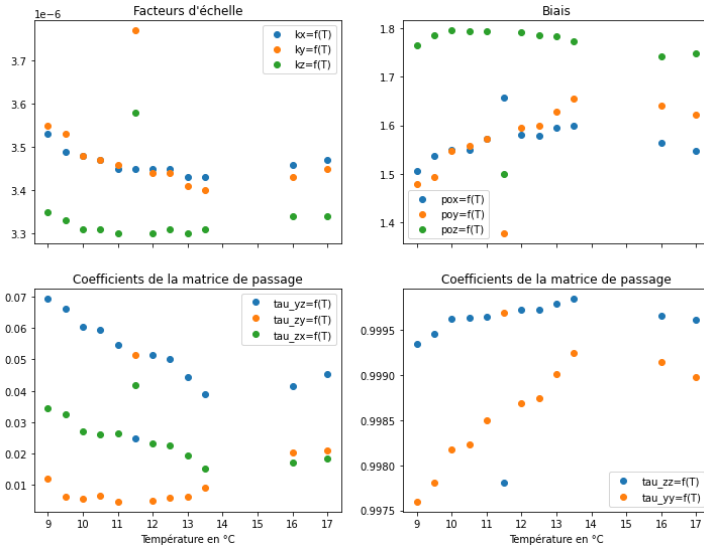 Facteurs d'échelle
1e−6
3.7
3.6
3.5
3.4
3.3
kx=f(T)
ky=f(T)
kz=f(T)
Biais
1.8
1.7
1.6
1.5
1.4
pox=f(T)
poy=f(T)
poz=f(T)
Coefficients de la matrice de passage
0.07
0.06
0.05
0.04
0.03
0.02
0.01
tau_yz=f(T)
tau_zy=f(T)
tau_zx=f(T)
9 10 11 12 13 14 15 16 17
Température en °C
Coefficients de la matrice de passage
0.9995
0.9990
0.9985
0.9980
0.9975
tau_zz=f(T)
tau_yy=f(T)
9 10 11 12 13 14 15 16 17
Température en °C